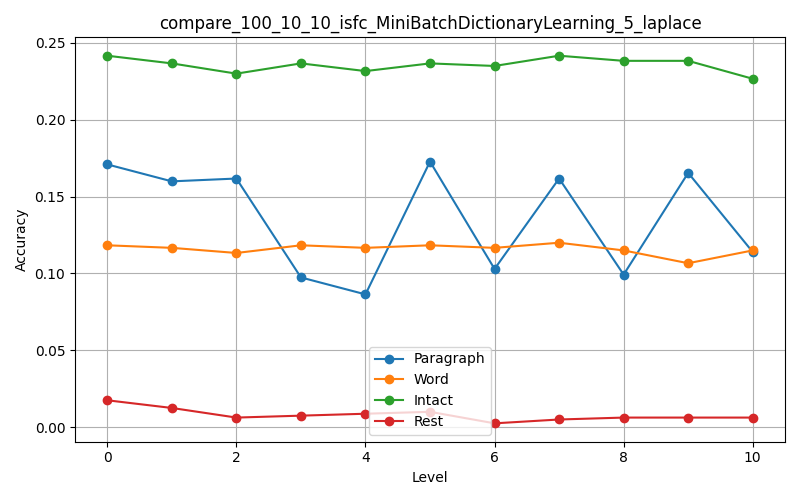 compare_100_10_10_isfc_MiniBatchDictionaryLearning_5_laplace
Accuracy
0.25
0.20
0.15
0.10
0.05
0.00
Paragraph
Word
Intact
Rest
0 2 4 6 8 10
Level